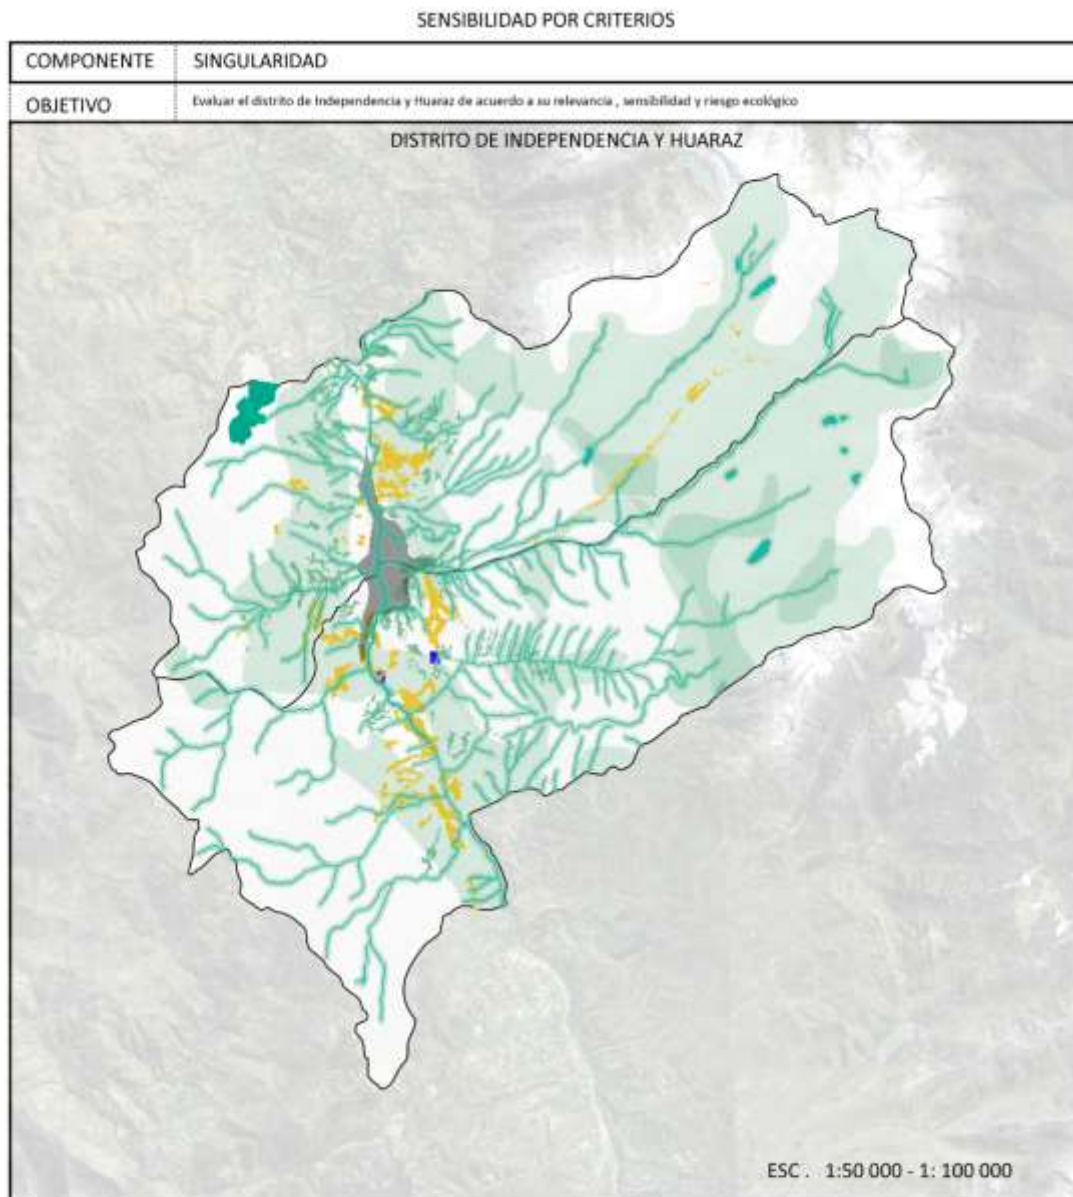 SENSIBILIDAD POR CRITERIOS
COMPONENTE SINGULARIDAD
OBJETIVO Evaluar el distrito de Independencia y Huaraz de acuerdo a su relevancia , sensibilidad y riesgo ecológico
DISTRITO DE INDEPENDENCIA Y HUARAZ
ESC . 1:50 000 - 1: 100 000